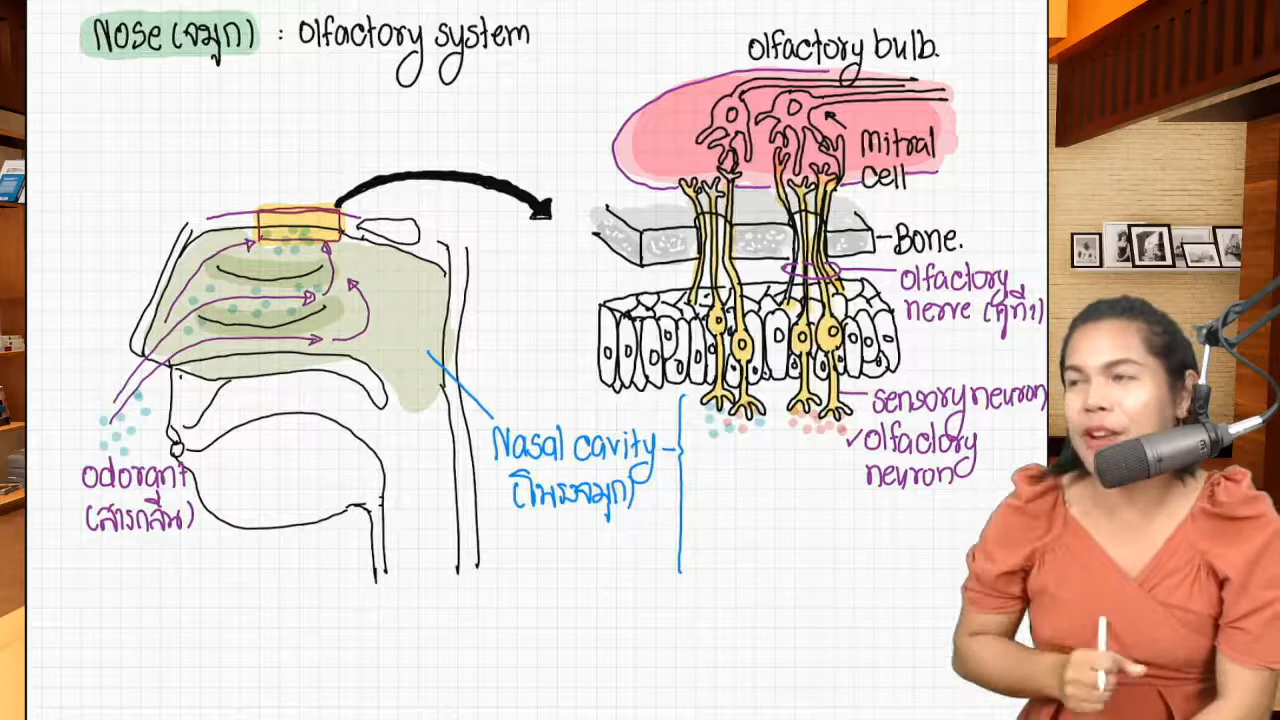 Nose (จมูก) : olfactory system
olfactory bulb.
Mitral
cell
Bone.
olfactory
nerve (คู่ที่1)
sensory neuron
✓olfactory
neuron
Nasal cavity
(โพรงจมูก)
odorant
(สารกลิ่น)